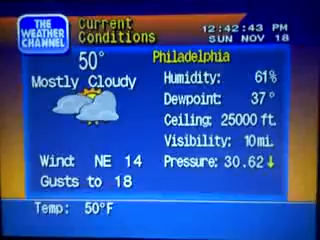 THE
WEATHER
CHANNEL
Current
Conditions
12:42:43 PM
SUN NOV 18
50°
Philadelphia
Mostly Cloudy
Humidity: 61%
Dewpoint: 37°
Ceiling: 25000 ft.
Visibility: 10mi.
Pressure: 30.62↓
Wind: NE 14
Gusts to 18
Temp: 50°F